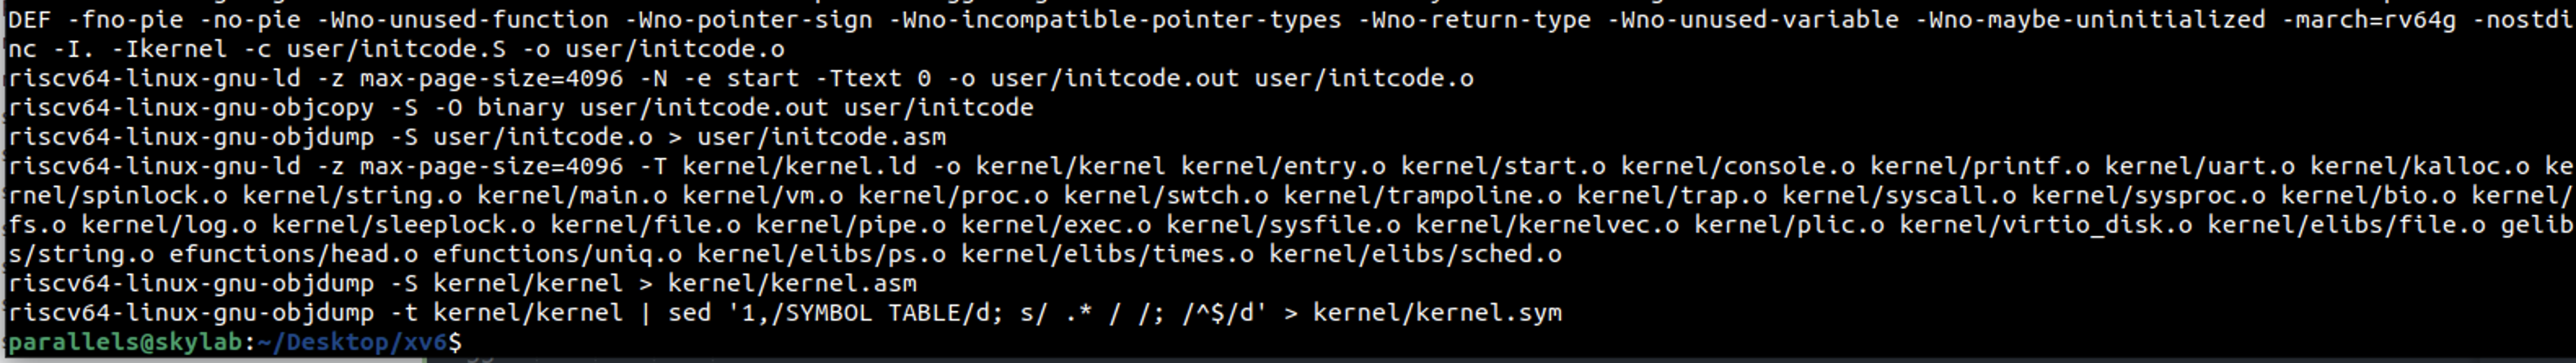 DEF -fno-pie -no-pie -Wno-unused-function -Wno-pointer-sign -Wno-incompatible-pointer-types -Wno-return-type -Wno-unused-variable -Wno-maybe-uninitialized -march=rv64g -nostdi
nc -I. -Ikernel -c user/initcode.S -o user/initcode.o
riscv64-linux-gnu-ld -z max-page-size=4096 -N -e start -Ttext 0 -o user/initcode.out user/initcode.o
riscv64-linux-gnu-objcopy -S -O binary user/initcode.out user/initcode
riscv64-linux-gnu-objdump -S user/initcode.o > user/initcode.asm
riscv64-linux-gnu-ld -z max-page-size=4096 -T kernel/kernel.ld -o kernel/kernel kernel/entry.o kernel/start.o kernel/console.o kernel/printf.o kernel/uart.o kernel/kalloc.o ke
rnel/spinlock.o kernel/string.o kernel/main.o kernel/vm.o kernel/proc.o kernel/swtch.o kernel/trampoline.o kernel/trap.o kernel/syscall.o kernel/sysproc.o kernel/bio.o kernel/
fs.o kernel/log.o kernel/sleeplock.o kernel/file.o kernel/pipe.o kernel/exec.o kernel/sysfile.o kernel/kernelvec.o kernel/plic.o kernel/virtio_disk.o kernel/elibs/file.o gelib
s/string.o efunctions/head.o efunctions/uniq.o kernel/elibs/ps.o kernel/elibs/times.o kernel/elibs/sched.o
riscv64-linux-gnu-objdump -S kernel/kernel > kernel/kernel.asm
riscv64-linux-gnu-objdump -t kernel/kernel | sed '1,/SYMBOL TABLE/d; s/ .* / /; /^$/d' > kernel/kernel.sym
parallels@skylab:~/Desktop/xv6$